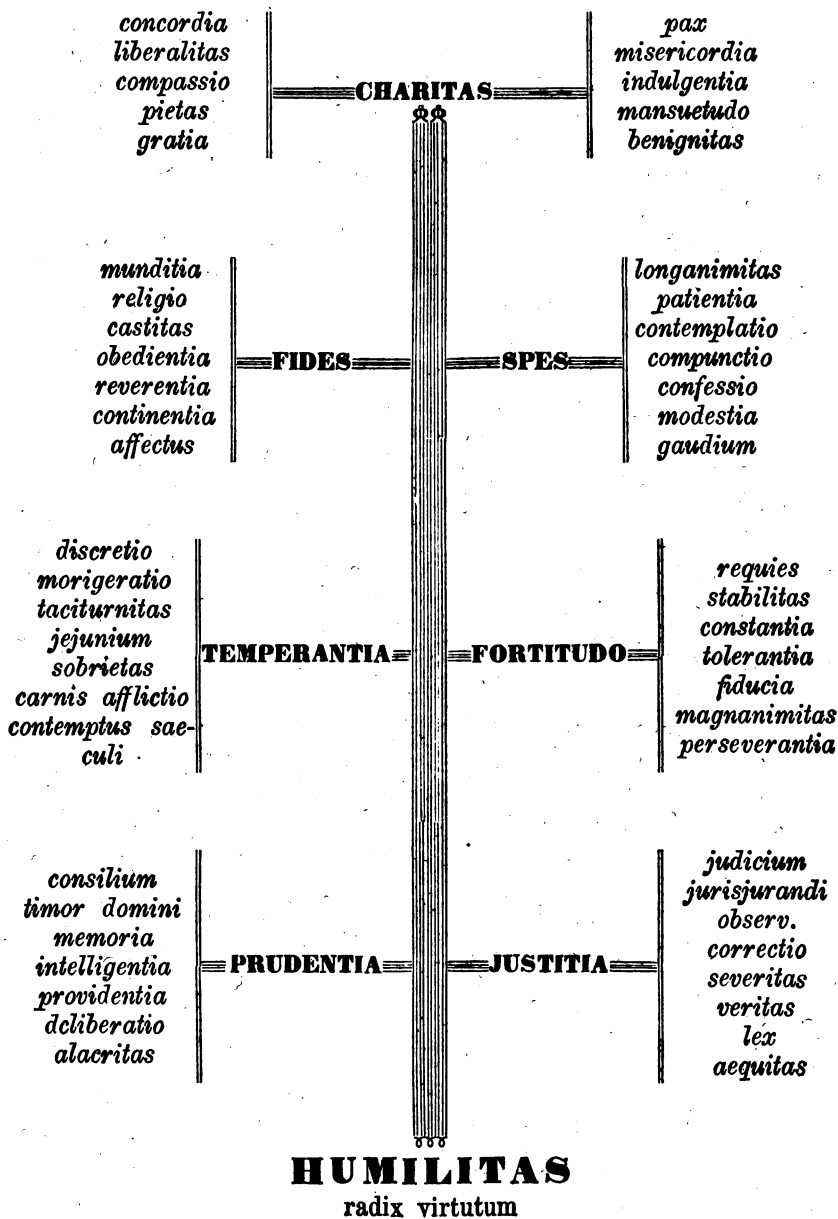 concordia
liberalitas
compassio
pietas
gratia
CHARITAS
pax
misericordia
indulgentia
mansuetudo
benignitas
munditia
religio
castitas
obedientia
reverentia
continentia
affectus
FIDES
SPES
longanimitas
patientia
contemplatio
compunctio
confessio
modestia
gaudium
discretio
morigeratio
taciturnitas
jejunium
sobrietas
carnis afflictio
contemptus sae-
culi
TEMPERANTIA
FORTITUDO
requies
stabilitas
constantia
tolerantia
fiducia
magnanimitas
perseverantia
consilium
timor domini
memoria
intelligentia
providentia
dcliberatio
alacritas
PRUDENTIA
JUSTITIA
judicium
jurisjurandi
observ.
correctio
severitas
veritas
lex
aequitas
HUMILITAS
radix virtutum